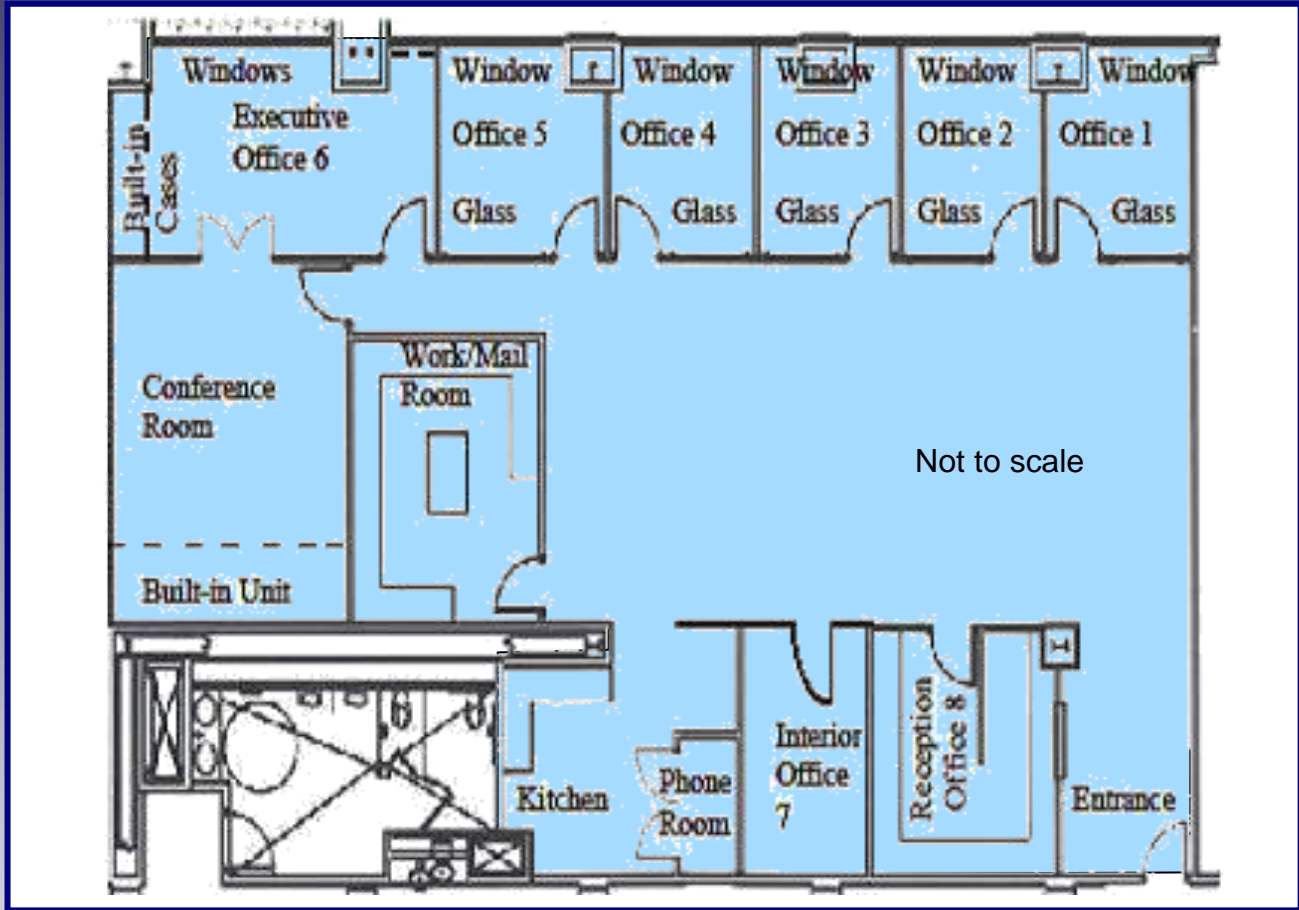 Windows
Window
Window
Window
Window
Window
Executive
Office 6
Office 5
Office 4
Office 3
Office 2
Office 1
Built-in
Cases
Glass
Glass
Glass
Glass
Glass
Work/Mail
Room
Conference
Room
Not to scale
Built-in Unit
Reception
Office 8
Interior
Office
7
Kitchen
Phone
Room
Entrance